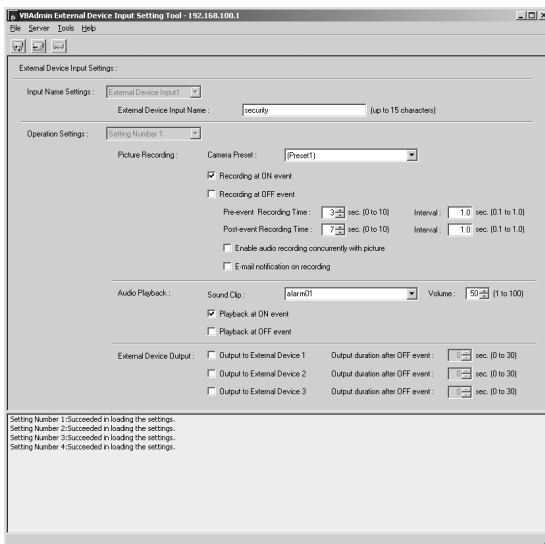 VBAdmin External Device Input Setting Tool - 192.168.100.1
File Server Tools Help
External Device Input Settings :
Input Name Settings : External Device Input1
External Device Input Name : security (up to 15 characters)
Operation Settings : Setting Number 1
Picture Recording : Camera Preset : (Preset1)
Recording at ON event
Recording at OFF event
Pre-event Recording Time : 3 sec. (0 to 10) Interval : 1.0 sec. (0.1 to 1.0)
Post-event Recording Time : 7 sec. (0 to 10) Interval : 1.0 sec. (0.1 to 1.0)
Enable audio recording concurrently with picture
E-mail notification on recording
Audio Playback : Sound Clip : alarm01 Volume : 50 (1 to 100)
Playback at ON event
Playback at OFF event
External Device Output : Output to External Device 1 Output duration after OFF event : 0 sec. (0 to 30)
Output to External Device 2 Output duration after OFF event : 0 sec. (0 to 30)
Output to External Device 3 Output duration after OFF event : 0 sec. (0 to 30)
Setting Number 1:Succeeded in loading the settings.
Setting Number 2:Succeeded in loading the settings.
Setting Number 3:Succeeded in loading the settings.
Setting Number 4:Succeeded in loading the settings.